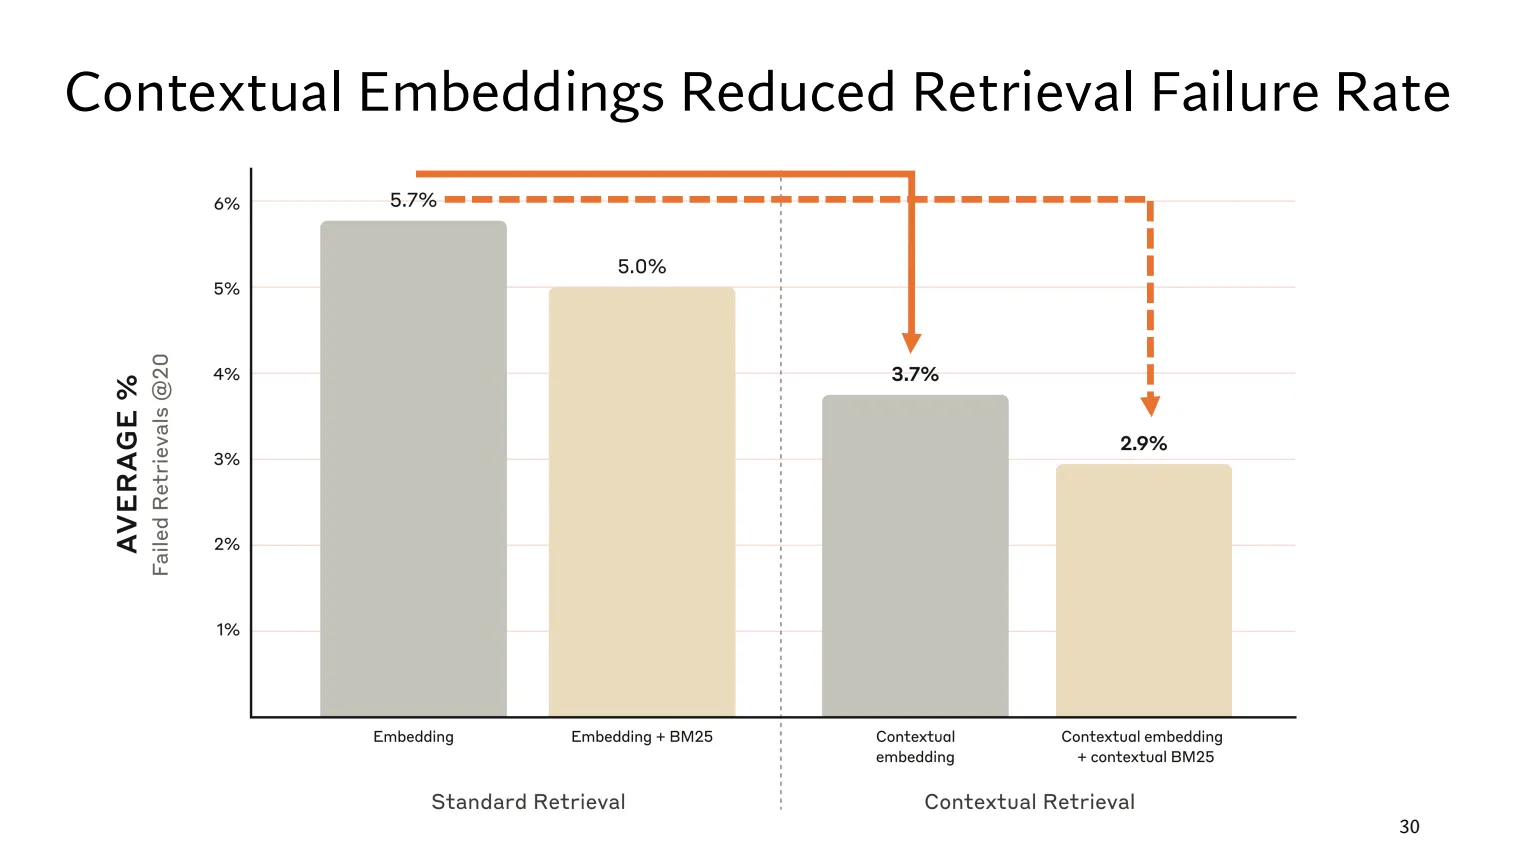 Contextual Embeddings Reduced Retrieval Failure Rate
AVERAGE %
Failed Retrievals @20
6%
5%
4%
3%
2%
1%
5.7%
5.0%
3.7%
2.9%
Embedding
Embedding + BM25
Contextual
embedding
Contextual embedding
+ contextual BM25
Standard Retrieval
Contextual Retrieval
30